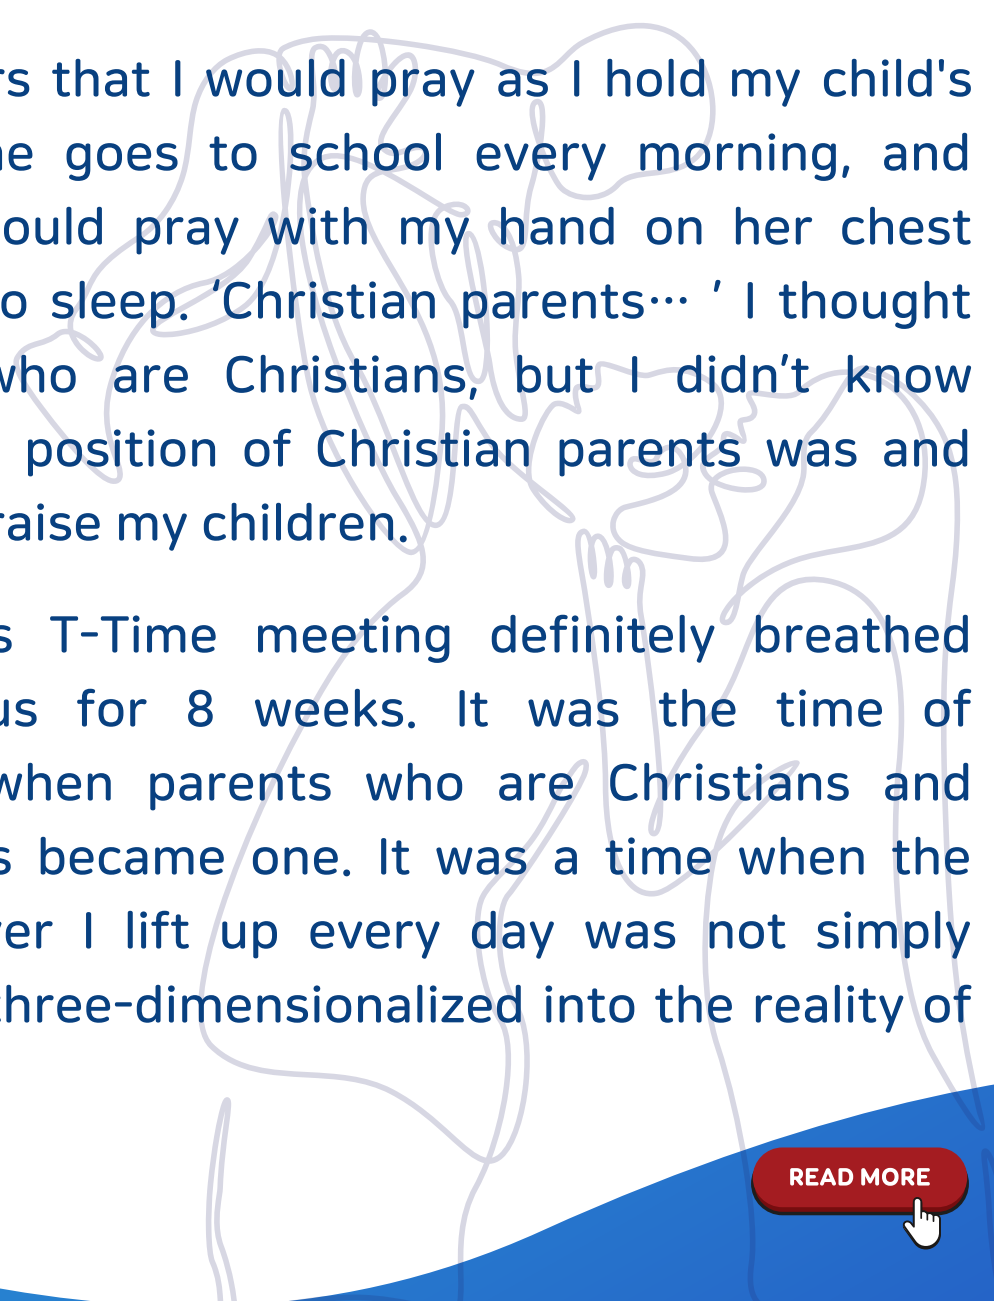 rs that I would pray as I hold my child's
he goes to school every morning, and
ould pray with my hand on her chest
o sleep. ‘Christian parents··· ’ I thought
who are Christians, but I didn’t know
position of Christian parents was and
raise my children.
s T-Time meeting definitely breathed
us for 8 weeks. It was the time of
when parents who are Christians and
s became one. It was a time when the
er I lift up every day was not simply
three-dimensionalized into the reality of
READ MORE